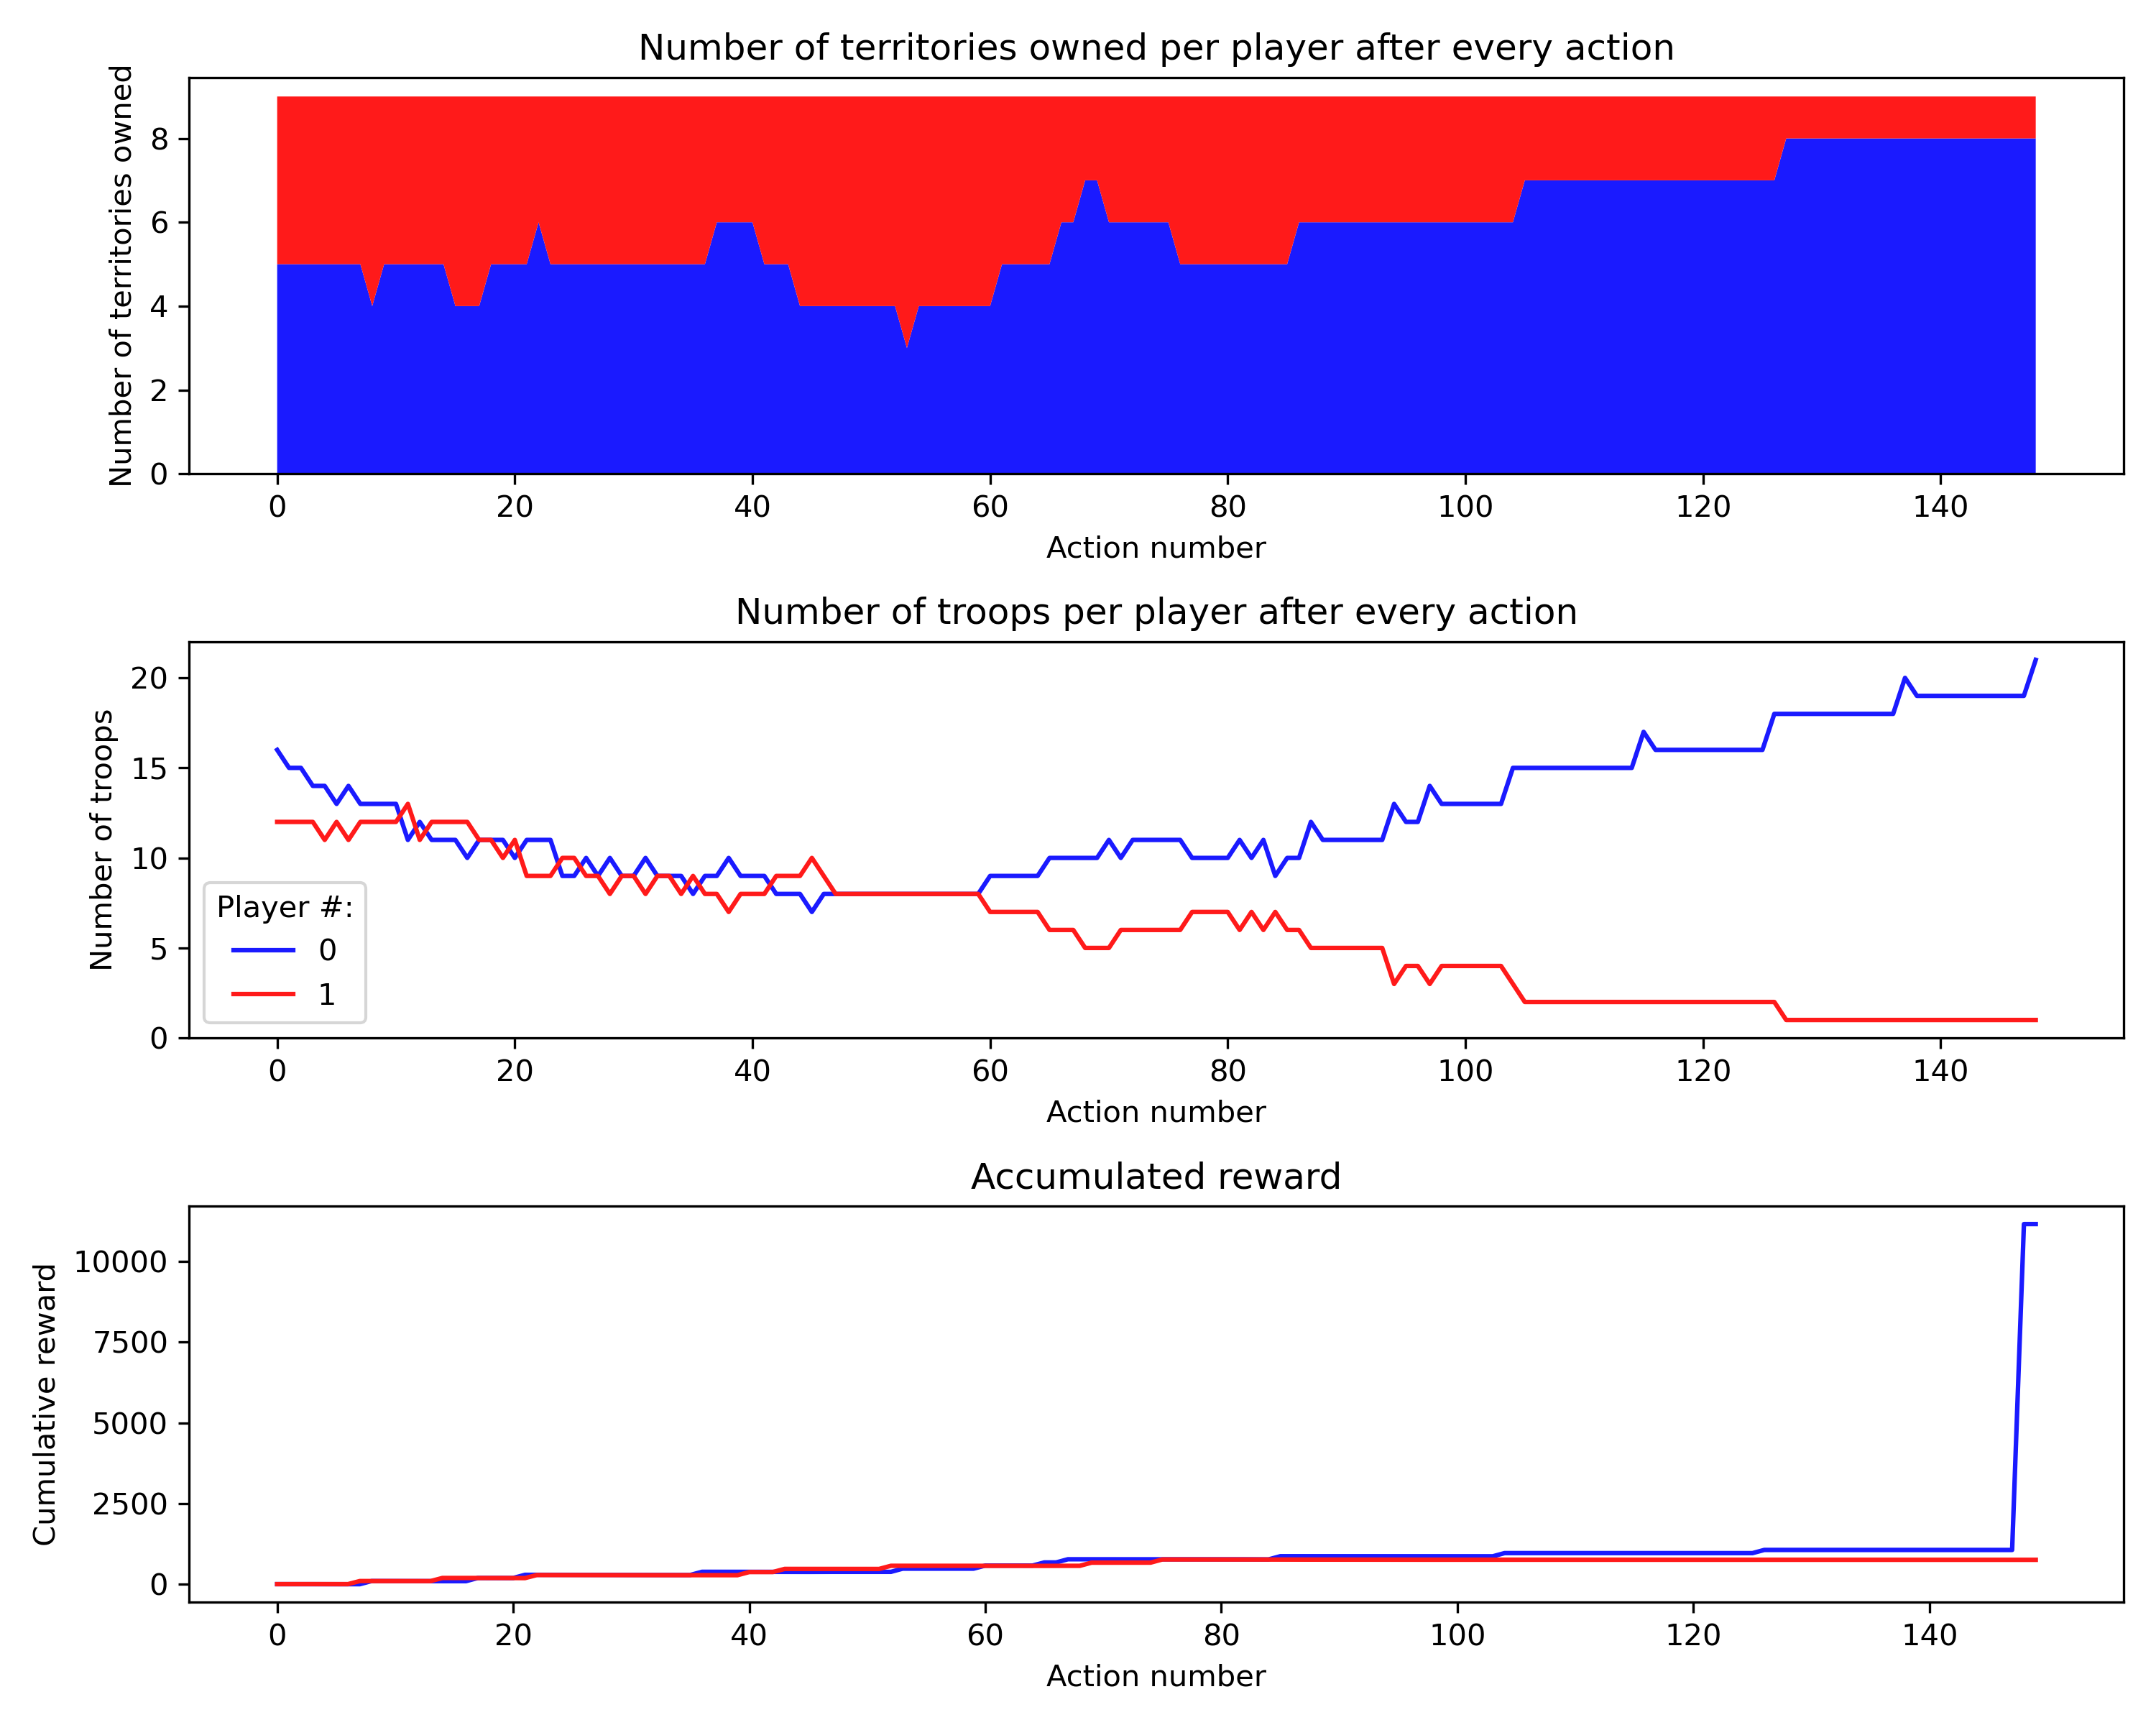 Number of territories owned per player after every action
Number of territories owned
8
6
4
2
0
0 20 40 60 80 100 120 140
Action number
Number of troops per player after every action
Number of troops
20
15
10
5
0
Player #:
0
1
0 20 40 60 80 100 120 140
Action number
Accumulated reward
Cumulative reward
10000
7500
5000
2500
0
0 20 40 60 80 100 120 140
Action number